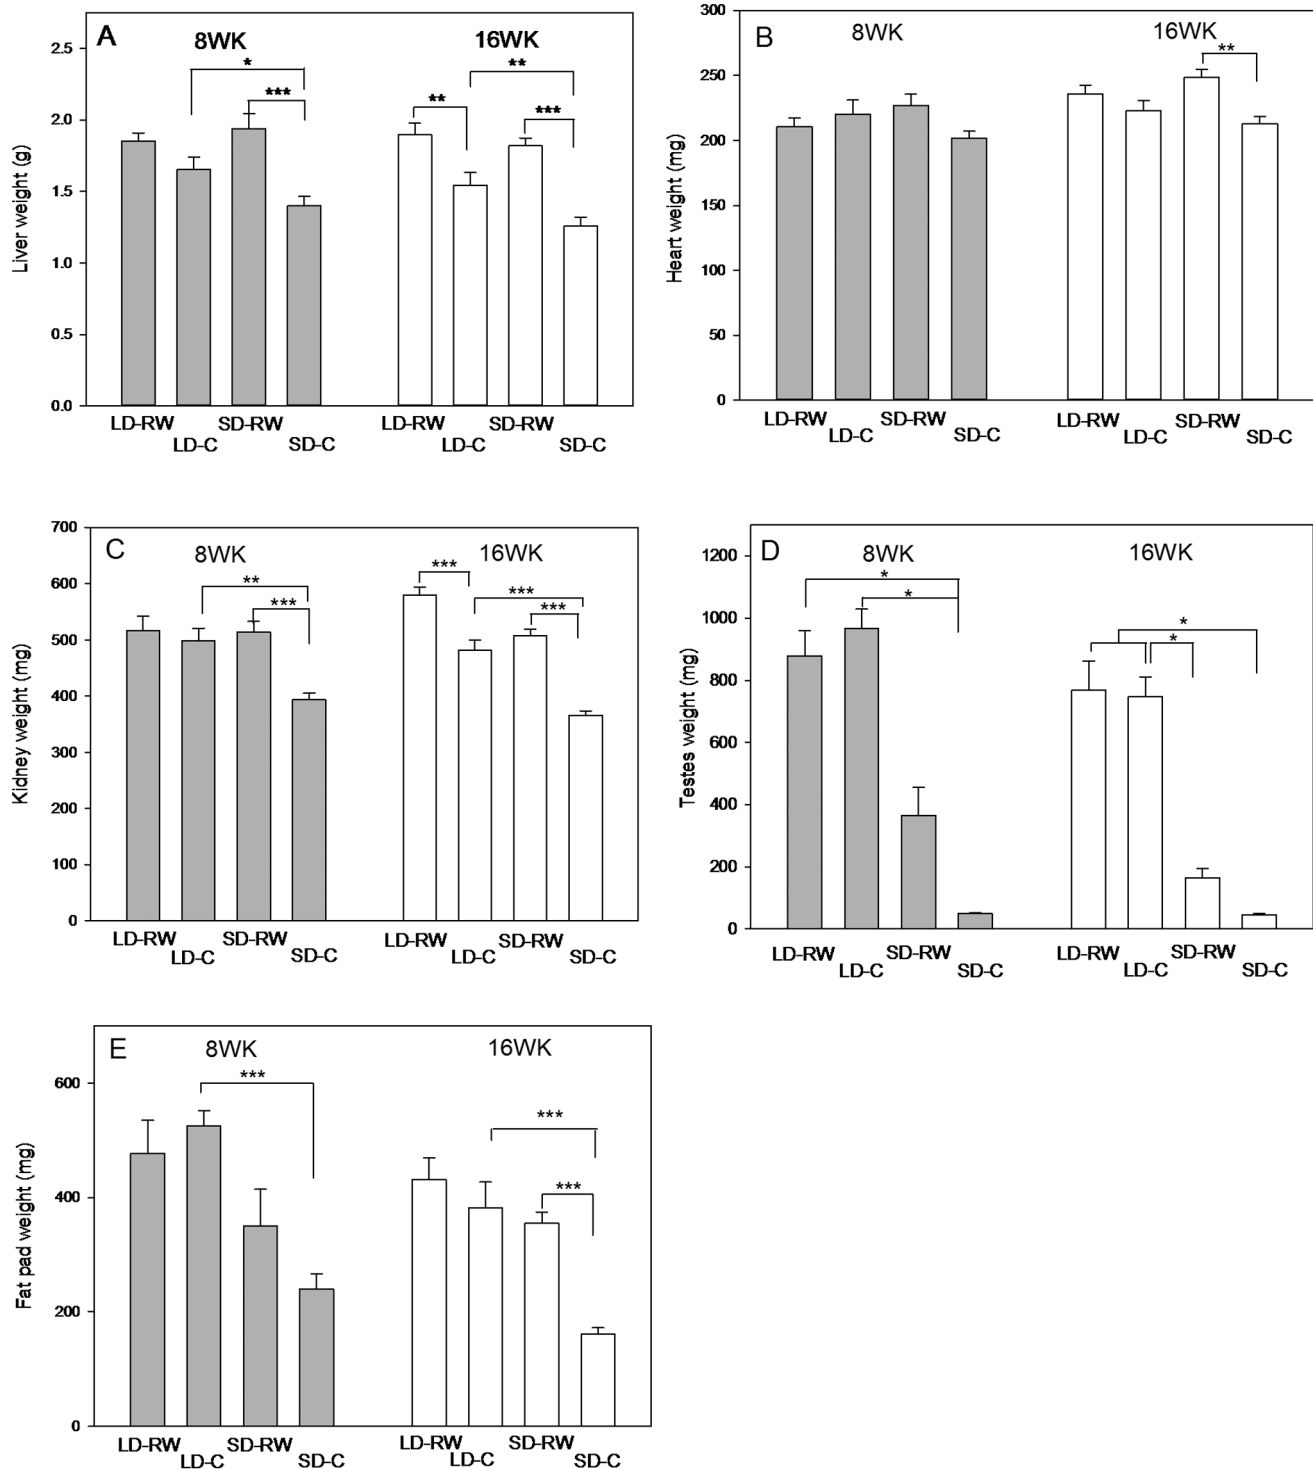 A
8WK
16WK
Liver weight (g)
2.5
2.0
1.5
1.0
0.5
0.0
*
***
**
**
***
LD-RW
LD-C
SD-RW
SD-C
LD-RW
LD-C
SD-RW
SD-C
B
8WK
16WK
Heart weight (mg)
300
250
200
150
100
50
0
**
LD-RW
LD-C
SD-RW
SD-C
LD-RW
LD-C
SD-RW
SD-C
C
8WK
16WK
Kidney weight (mg)
700
600
500
400
300
200
100
0
**
***
***
***
***
LD-RW
LD-C
SD-RW
SD-C
LD-RW
LD-C
SD-RW
SD-C
D
8WK
16WK
Testes weight (mg)
1200
1000
800
600
400
200
0
*
*
*
*
LD-RW
LD-C
SD-RW
SD-C
LD-RW
LD-C
SD-RW
SD-C
E
8WK
16WK
Fat pad weight (mg)
600
400
200
0
***
***
***
LD-RW
LD-C
SD-RW
SD-C
LD-RW
LD-C
SD-RW
SD-C